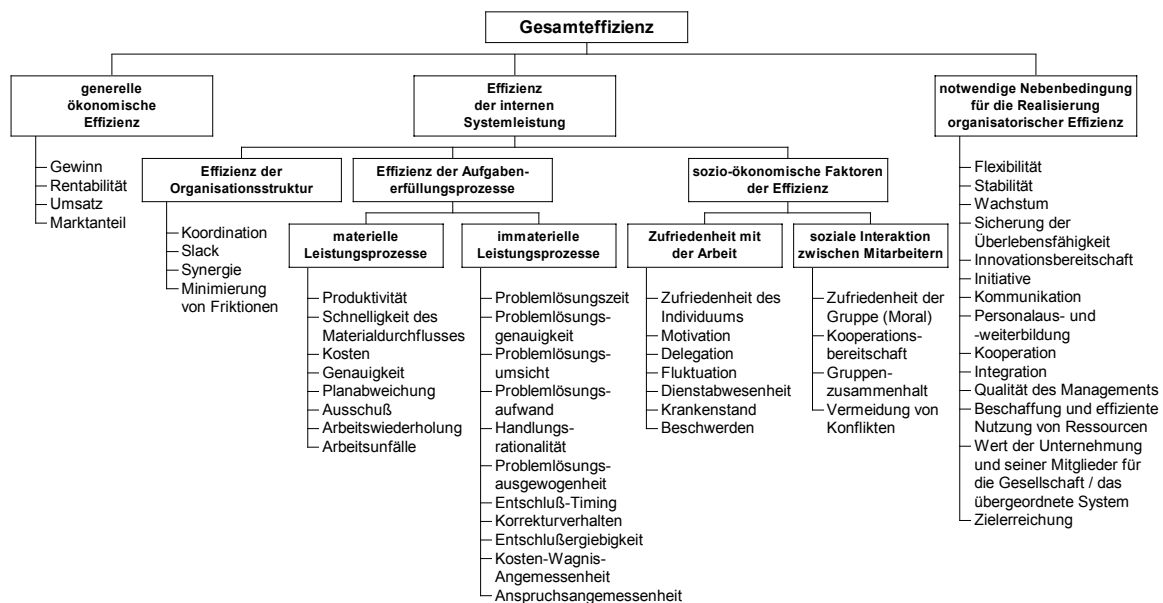 Gesamteffizienz
generelle
ökonomische
Effizienz
Gewinn
Rentabilität
Umsatz
Marktanteil
Effizienz
der internen
Systemleistung
Effizienz der
Organisationsstruktur
Koordination
Slack
Synergie
Minimierung
von Friktionen
Effizienz der Aufgaben-
erfüllungsprozesse
materielle
Leistungsprozesse
Produktivität
Schnelligkeit des
Materialdurchflusses
Kosten
Genauigkeit
Planabweichung
Ausschuß
Arbeitswiederholung
Arbeitsunfälle
immaterielle
Leistungsprozesse
Problemlösungszeit
Problemlösungs-
genauigkeit
Problemlösungs-
umsicht
Problemlösungs-
aufwand
Handlungs-
rationalität
Problemlösungs-
ausgewogenheit
Entschluß-Timing
Korrekturverhalten
Entschlußergiebigkeit
Kosten-Wagnis-
Angemessenheit
Anspruchsangemessenheit
sozio-ökonomische Faktoren
der Effizienz
Zufriedenheit mit
der Arbeit
Zufriedenheit des
Individuums
Motivation
Delegation
Fluktuation
Dienstabwesenheit
Krankenstand
Beschwerden
soziale Interaktion
zwischen Mitarbeitern
Zufriedenheit der
Gruppe (Moral)
Kooperations-
bereitschaft
Gruppen-
zusammenhalt
Vermeidung von
Konflikten
notwendige Nebenbedingung
für die Realisierung
organisatorischer Effizienz
Flexibilität
Stabilität
Wachstum
Sicherung der
Überlebensfähigkeit
Innovationsbereitschaft
Initiative
Kommunikation
Personalaus- und
-weiterbildung
Kooperation
Integration
Qualität des Managements
Beschaffung und effiziente
Nutzung von Ressourcen
Wert der Unternehmung
und seiner Mitglieder für
die Gesellschaft / das
übergeordnete System
Zielerreichung